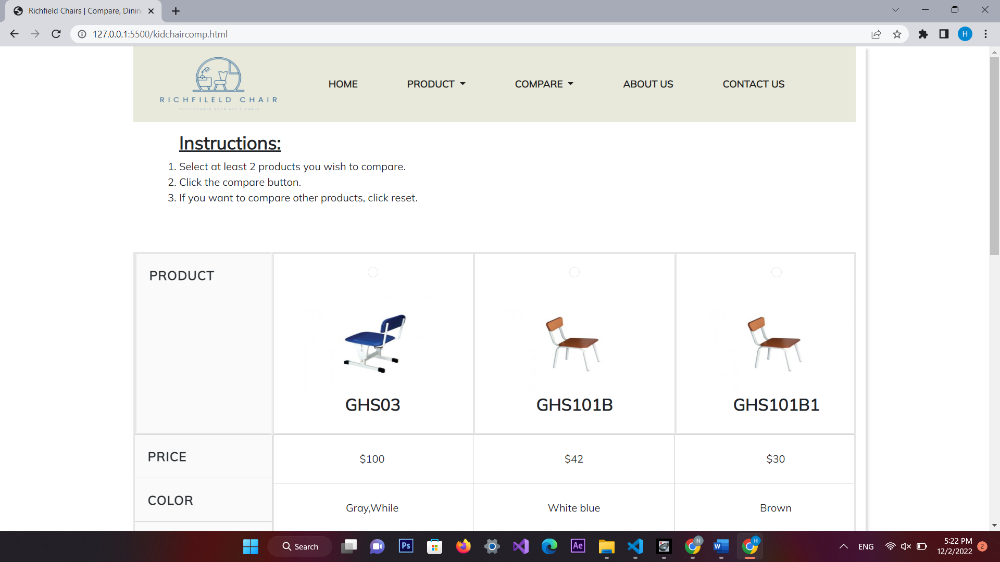 Richfield Chairs | Compare, Dinin
127.0.0.1:5500/kidchaircomp.html
H
RICHFILELD CHAIR
HOME
PRODUCT
COMPARE
ABOUT US
CONTACT US
Instructions:
1. Select at least 2 products you wish to compare.
2. Click the compare button.
3. If you want to compare other products, click reset.
PRODUCT
GHS03
GHS101B
GHS101B1
PRICE
$100
$42
$30
COLOR
Gray,While
White blue
Brown
Search
Ps
Ae
N
W
H
ENG
5:22 PM
12/2/2022
2